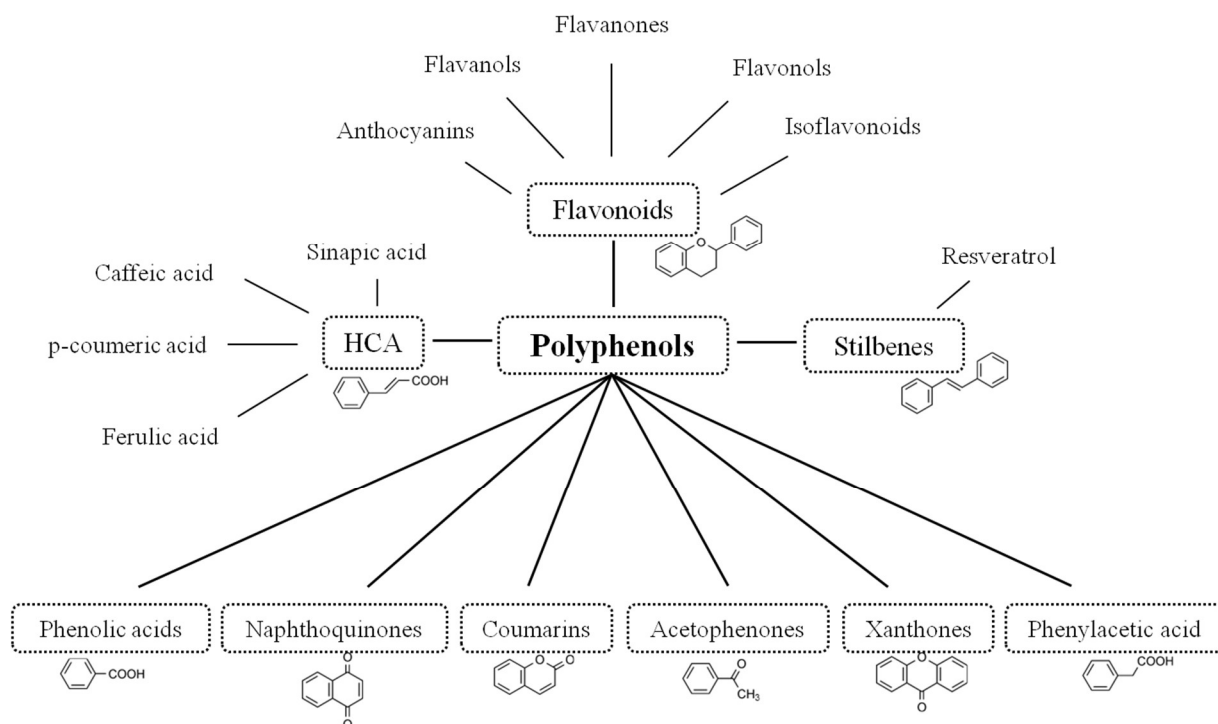 Flavanones
Flavanols
Flavonols
Anthocyanins
Isoflavonoids
Flavonoids
O
Sinapic acid
Caffeic acid
Resveratrol
p-coumeric acid
HCA
Polyphenols
Stilbenes
COOH
Ferulic acid
Phenolic acids
Naphthoquinones
Coumarins
Acetophenones
Xanthones
Phenylacetic acid
COOH
O
O
O
O
O
CH3
O
O
COOH